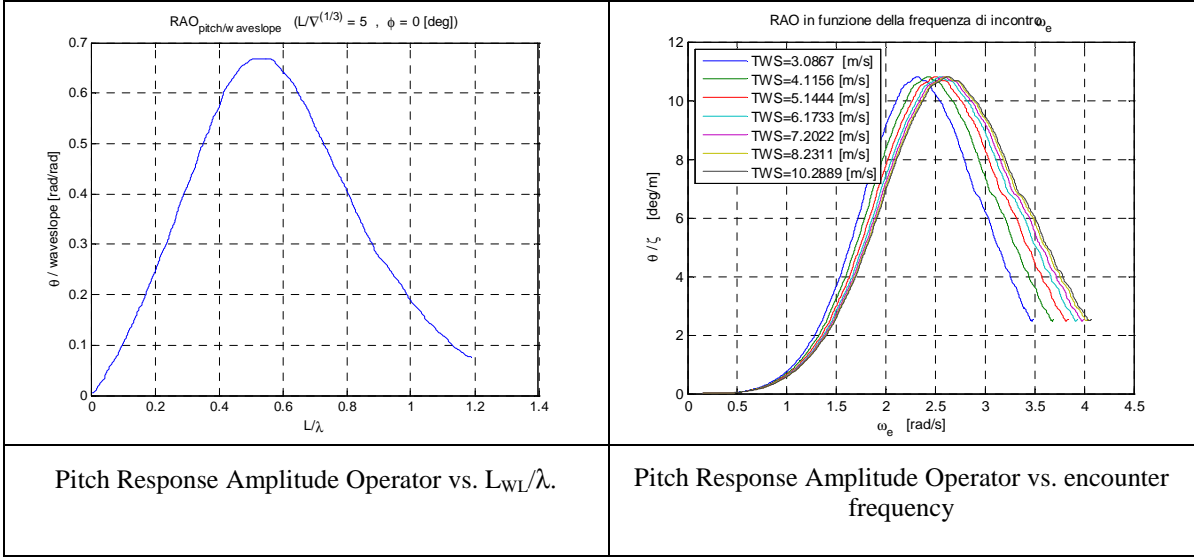 RAO_pitch/waveslope (L/∇^(1/3) = 5 , ϕ = 0 [deg])
0.7
0.6
0.5
0.4
0.3
0.2
0.1
0
θ / waveslope [rad/rad]
0 0.2 0.4 0.6 0.8 1 1.2 1.4
L/λ
RAO in funzione della frequenza di incontro ω_e
12
10
8
6
4
2
0
θ / ζ [deg/m]
TWS=3.0867 [m/s]
TWS=4.1156 [m/s]
TWS=5.1444 [m/s]
TWS=6.1733 [m/s]
TWS=7.2022 [m/s]
TWS=8.2311 [m/s]
TWS=10.2889 [m/s]
0 0.5 1 1.5 2 2.5 3 3.5 4 4.5
ω_e [rad/s]
Pitch Response Amplitude Operator vs. L_WL/λ.
Pitch Response Amplitude Operator vs. encounter
frequency